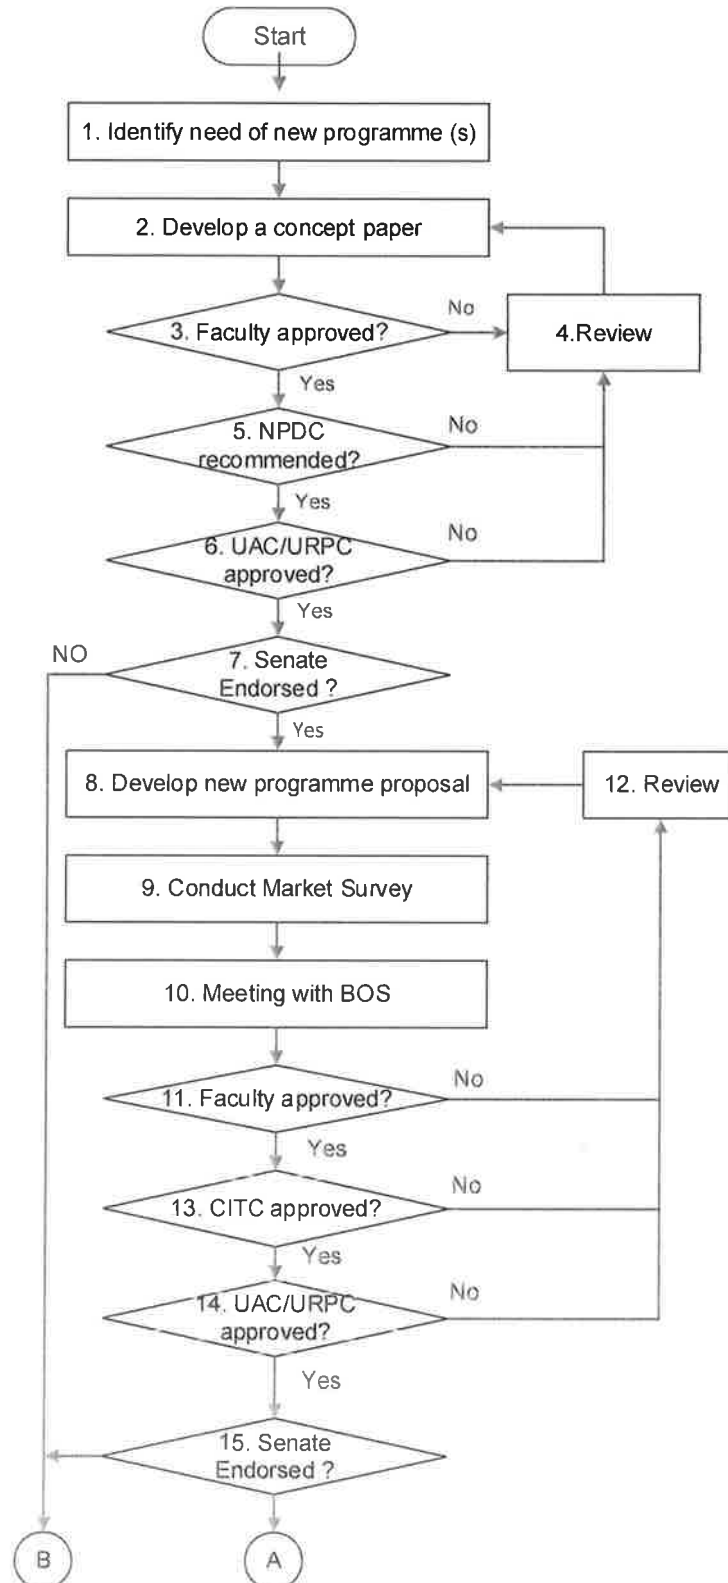 Start
1. Identify need of new programme (s)
2. Develop a concept paper
3. Faculty approved?
No
4.Review
Yes
5. NPDC
recommended?
No
Yes
6. UAC/URPC
approved?
No
Yes
NO
7. Senate
Endorsed ?
Yes
8. Develop new programme proposal
12. Review
9. Conduct Market Survey
10. Meeting with BOS
11. Faculty approved?
No
Yes
13. CITC approved?
No
Yes
14. UAC/URPC
approved?
No
Yes
15. Senate
Endorsed ?
B
A